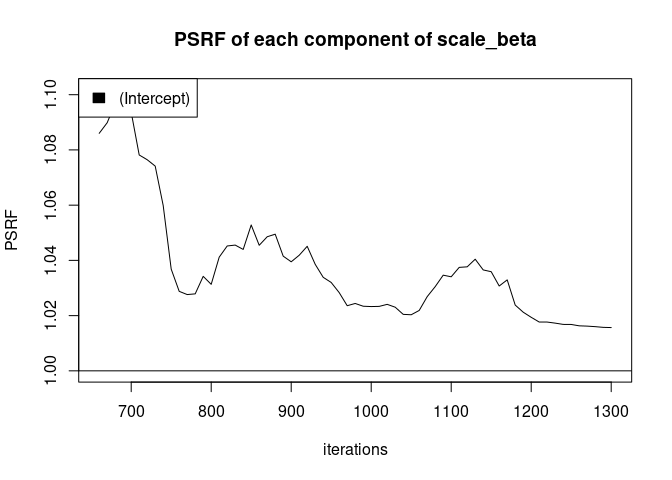 PSRF of each component of scale_beta
(Intercept)
PSRF
1.10
1.08
1.06
1.04
1.02
1.00
700 800 900 1000 1100 1200 1300
iterations